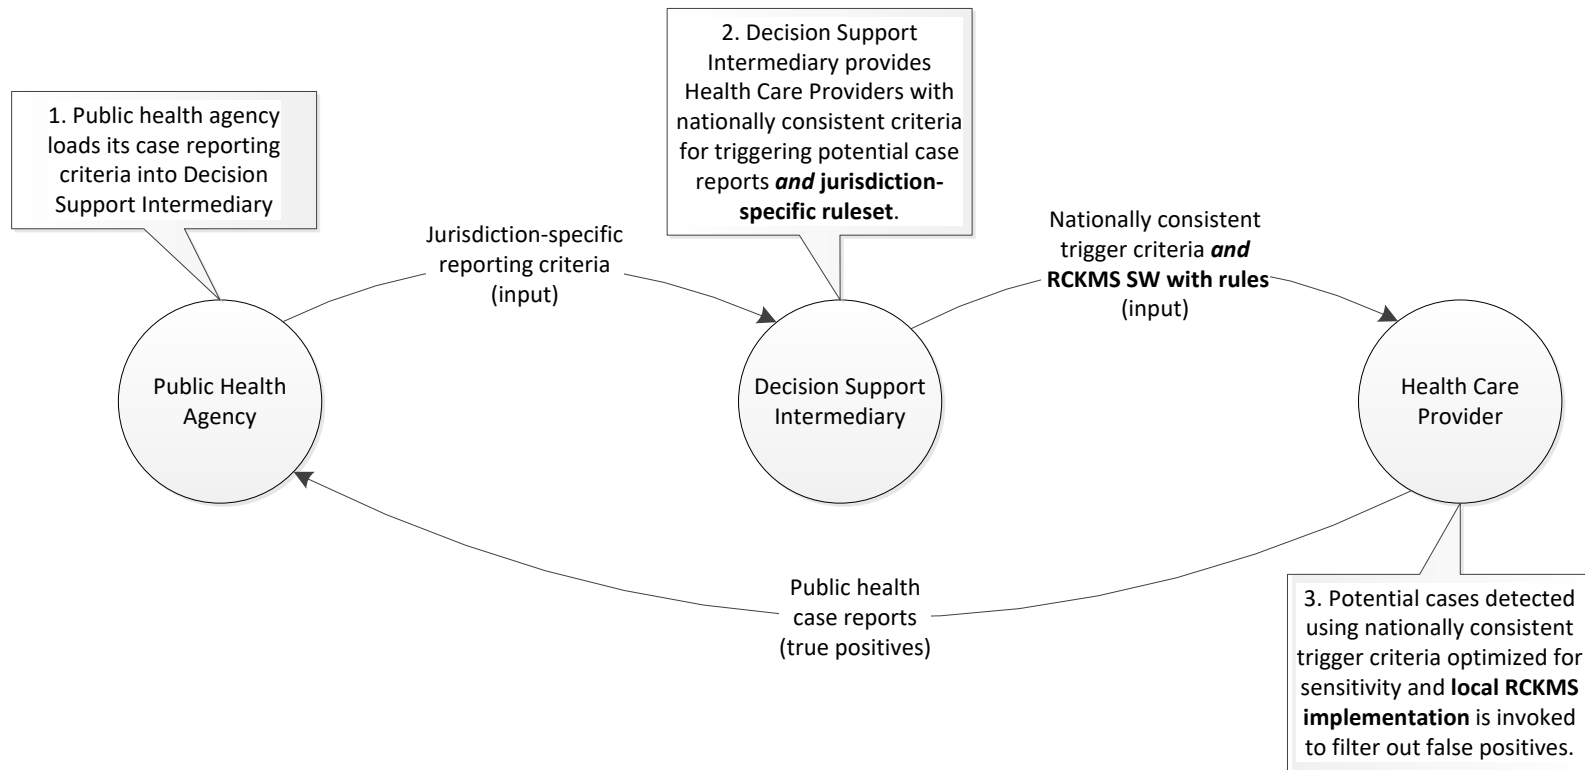 1. Public health agency
loads its case reporting
criteria into Decision
Support Intermediary
2. Decision Support
Intermediary provides
Health Care Providers with
nationally consistent criteria
for triggering potential case
reports and jurisdiction-
specific ruleset.
Jurisdiction-specific
reporting criteria
(input)
Nationally consistent
trigger criteria and
RCKMS SW with rules
(input)
Public Health
Agency
Decision Support
Intermediary
Health Care
Provider
Public health
case reports
(true positives)
3. Potential cases detected
using nationally consistent
trigger criteria optimized for
sensitivity and local RCKMS
implementation is invoked
to filter out false positives.